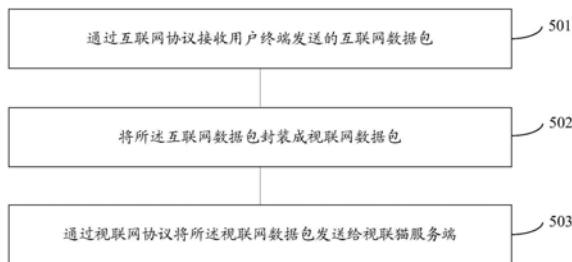 通过互联网协议接收用户终端发送的互联网数据包
501
将所述互联网数据包封装成视联网数据包
502
通过视联网协议将所述视联网数据包发送给视联猫服务端
503